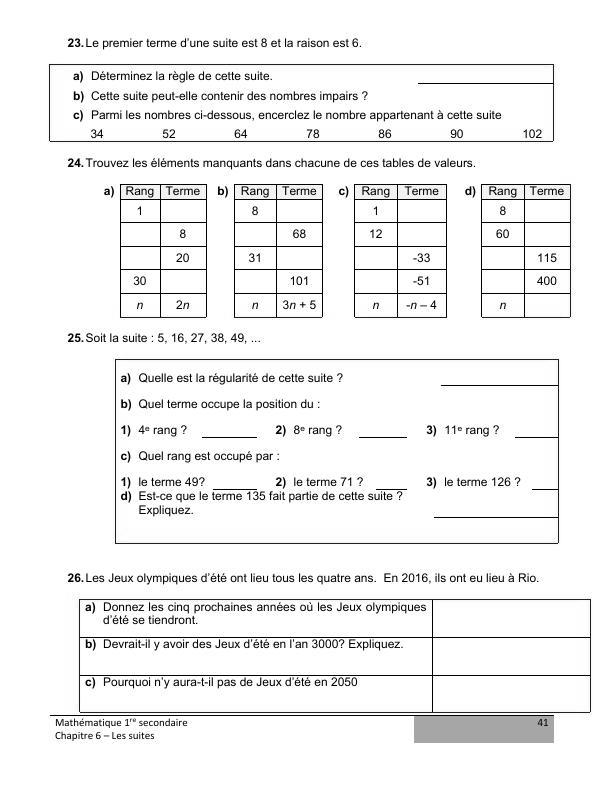 23. Le premier terme d'une suite est 8 et la raison est 6.
a) Déterminez la règle de cette suite.
b) Cette suite peut-elle contenir des nombres impairs ?
c) Parmi les nombres ci-dessous, encerclez le nombre appartenant à cette suite
34 52 64 78 86 90 102
24. Trouvez les éléments manquants dans chacune de ces tables de valeurs.
a) Rang Terme b) Rang Terme c) Rang Terme d) Rang Terme
1 8 1 8
8 68 12 60
20 31 -33 115
30 101 -51 400
n 2n n 3n + 5 n -n – 4 n
25. Soit la suite : 5, 16, 27, 38, 49, ...
a) Quelle est la régularité de cette suite ?
b) Quel terme occupe la position du :
1) 4e rang ? 2) 8e rang ? 3) 11e rang ?
c) Quel rang est occupé par :
1) le terme 49? 2) le terme 71 ? 3) le terme 126 ?
d) Est-ce que le terme 135 fait partie de cette suite ?
Expliquez.
26. Les Jeux olympiques d'été ont lieu tous les quatre ans. En 2016, ils ont eu lieu à Rio.
a) Donnez les cinq prochaines années où les Jeux olympiques
d'été se tiendront.
b) Devrait-il y avoir des Jeux d'été en l'an 3000? Expliquez.
c) Pourquoi n'y aura-t-il pas de Jeux d'été en 2050
Mathématique 1re secondaire 41
Chapitre 6 – Les suites